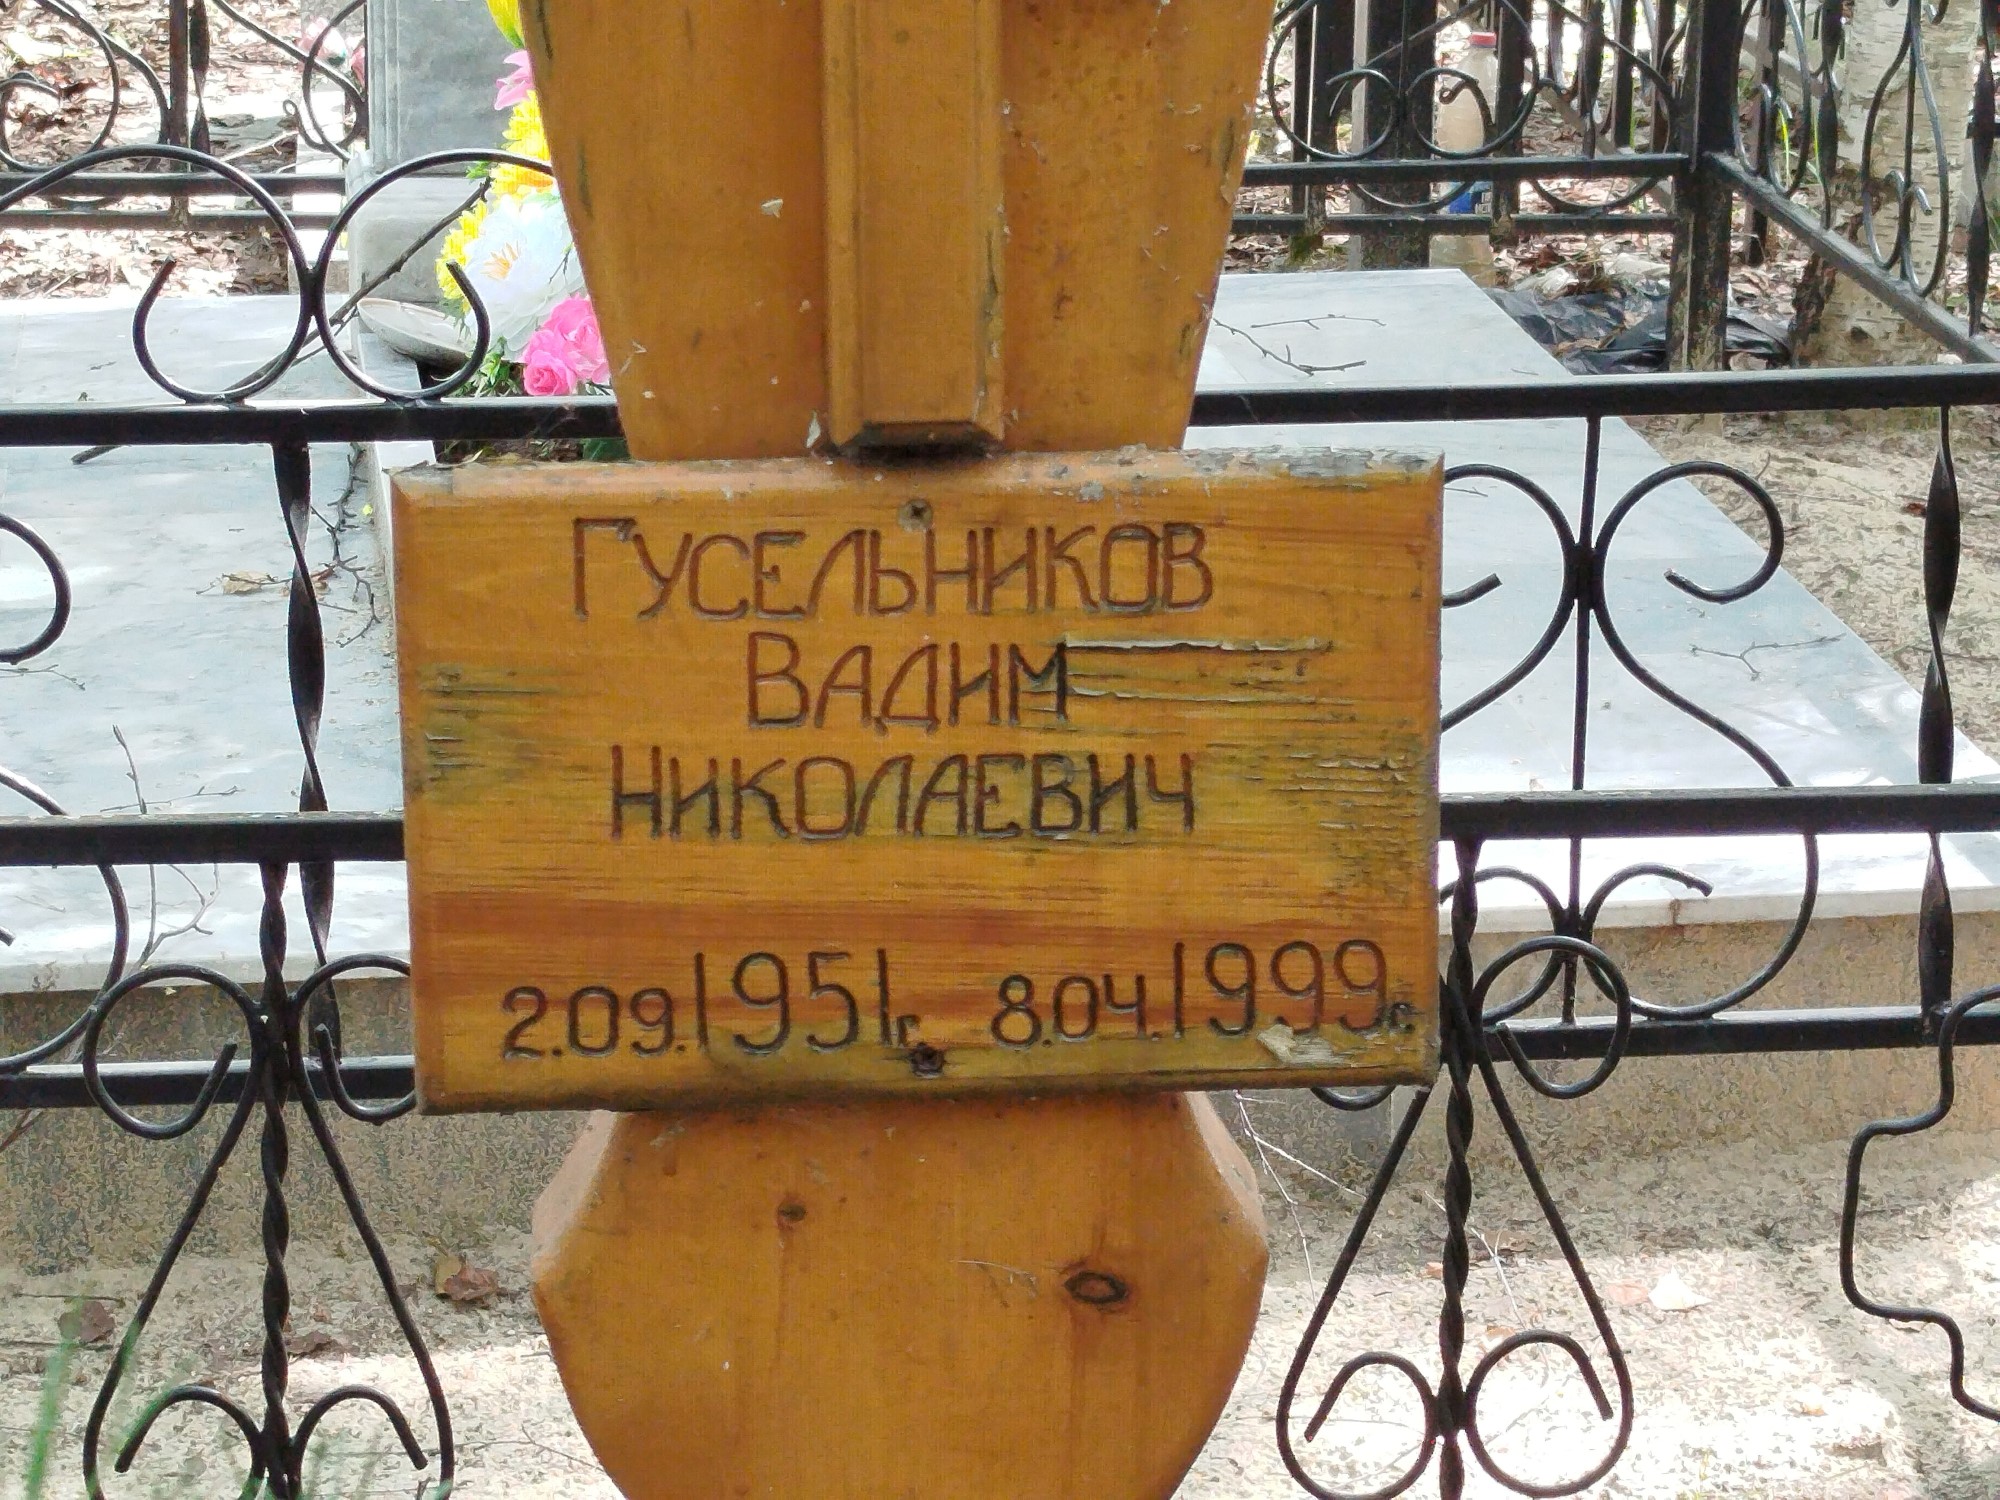 ГУСЕЛЬНИКОВ
ВАДИМ
НИКОЛАЕВИЧ
2.09.1951г. 8.04.1999г.